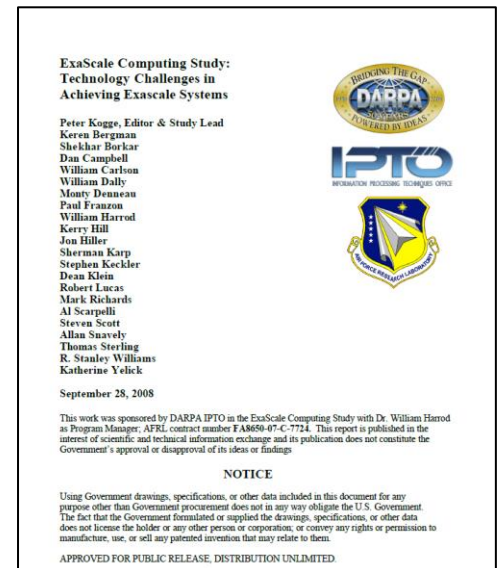 ExaScale Computing Study:
Technology Challenges in
Achieving Exascale Systems
Peter Kogge, Editor & Study Lead
Keren Bergman
Shekhar Borkar
Dan Campbell
William Carlson
William Dally
Monty Denneau
Paul Franzon
William Harrod
Kerry Hill
Jon Hiller
Sherman Karp
Stephen Keckler
Dean Klein
Robert Lucas
Mark Richards
Al Scarpelli
Steven Scott
Allan Snavely
Thomas Sterling
R. Stanley Williams
Katherine Yelick
September 28, 2008
BRIDGING THE GAP
DARPA
POWERED BY IDEAS
IPTO
INFORMATION PROCESSING TECHNIQUES OFFICE
AIR FORCE RESEARCH LABORATORY
This work was sponsored by DARPA IPTO in the ExaScale Computing Study with Dr. William Harrod
as Program Manager; AFRL contract number FA8650-07-C-7724. This report is published in the
interest of scientific and technical information exchange and its publication does not constitute the
Government's approval or disapproval of its ideas or findings
NOTICE
Using Government drawings, specifications, or other data included in this document for any
purpose other than Government procurement does not in any way obligate the U.S. Government.
The fact that the Government formulated or supplied the drawings, specifications, or other data
does not license the holder or any other person or corporation; or convey any rights or permission to
manufacture, use, or sell any patented invention that may relate to them.
APPROVED FOR PUBLIC RELEASE, DISTRIBUTION UNLIMITED.